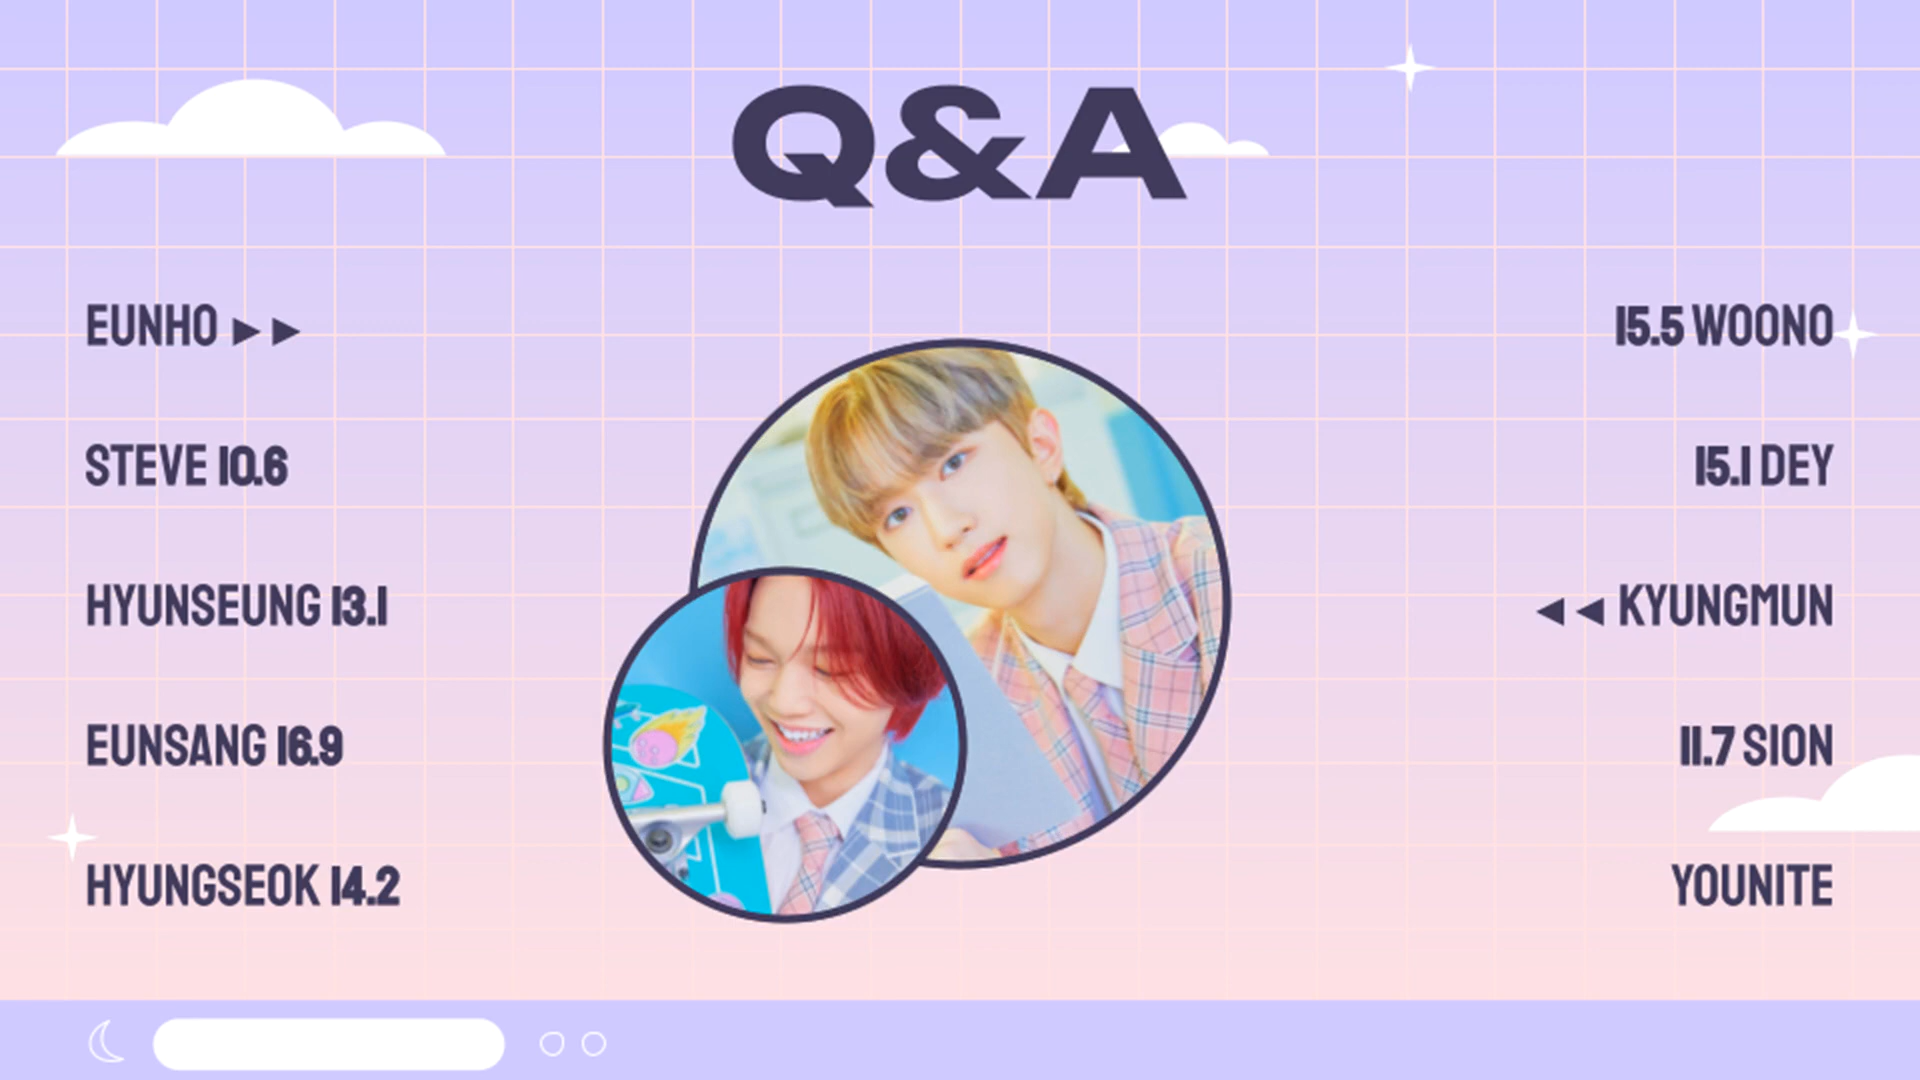 Q&A
EUNHO ►►
STEVE 10.6
HYUNSEUNG 13.1
EUNSANG 16.9
HYUNGSEOK 14.2
15.5 WOONO
15.1 DEY
◄◄ KYUNGMUN
11.7 SION
YOUNITE